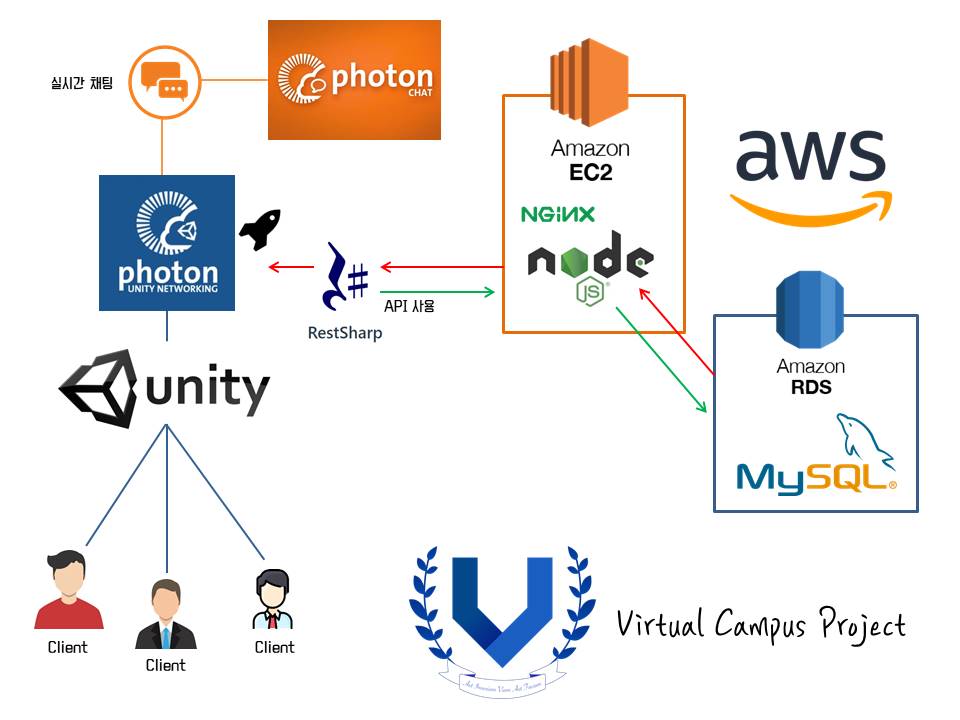 실시간 채팅
photon
CHAT
Amazon
EC2
NGINX
node
JS
aws
photon
UNITY NETWORKING
RestSharp
API 사용
Amazon
RDS
MySQL
unity
Client
Client
Client
Virtual Campus Project